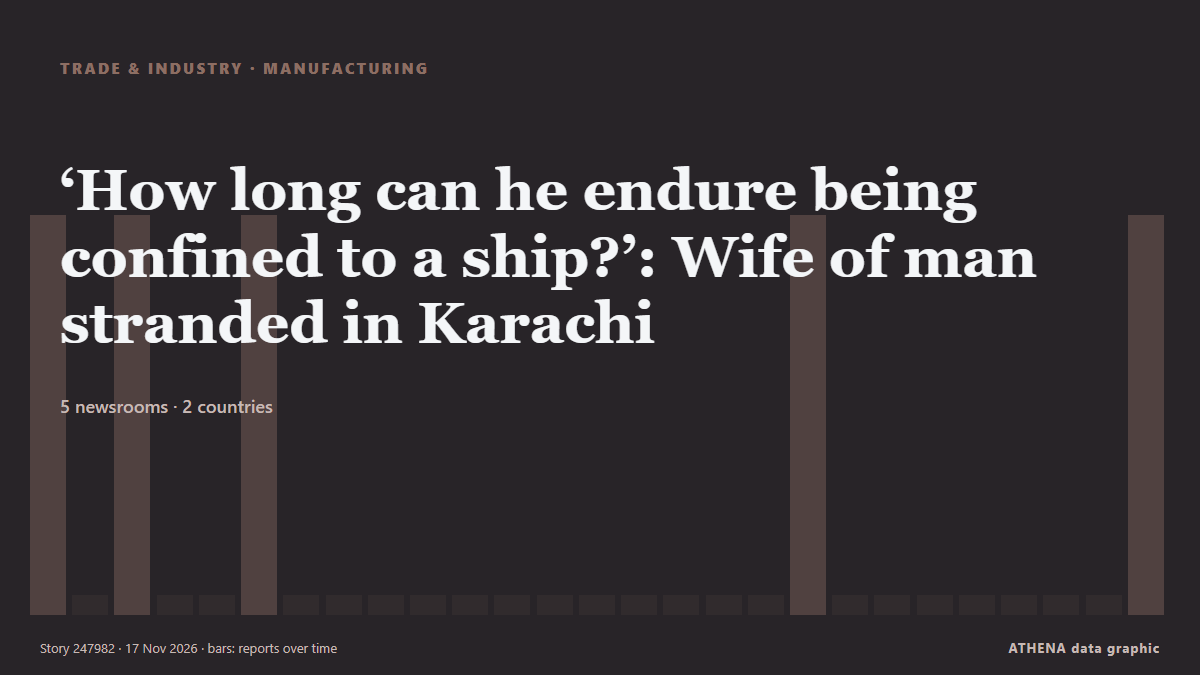 TRADE & INDUSTRY · MANUFACTURING
‘How long can he endure being
confined to a ship?’: Wife of man
stranded in Karachi
5 newsrooms · 2 countries
Story 247982 · 17 Nov 2026 · bars: reports over time
ATHENA data graphic